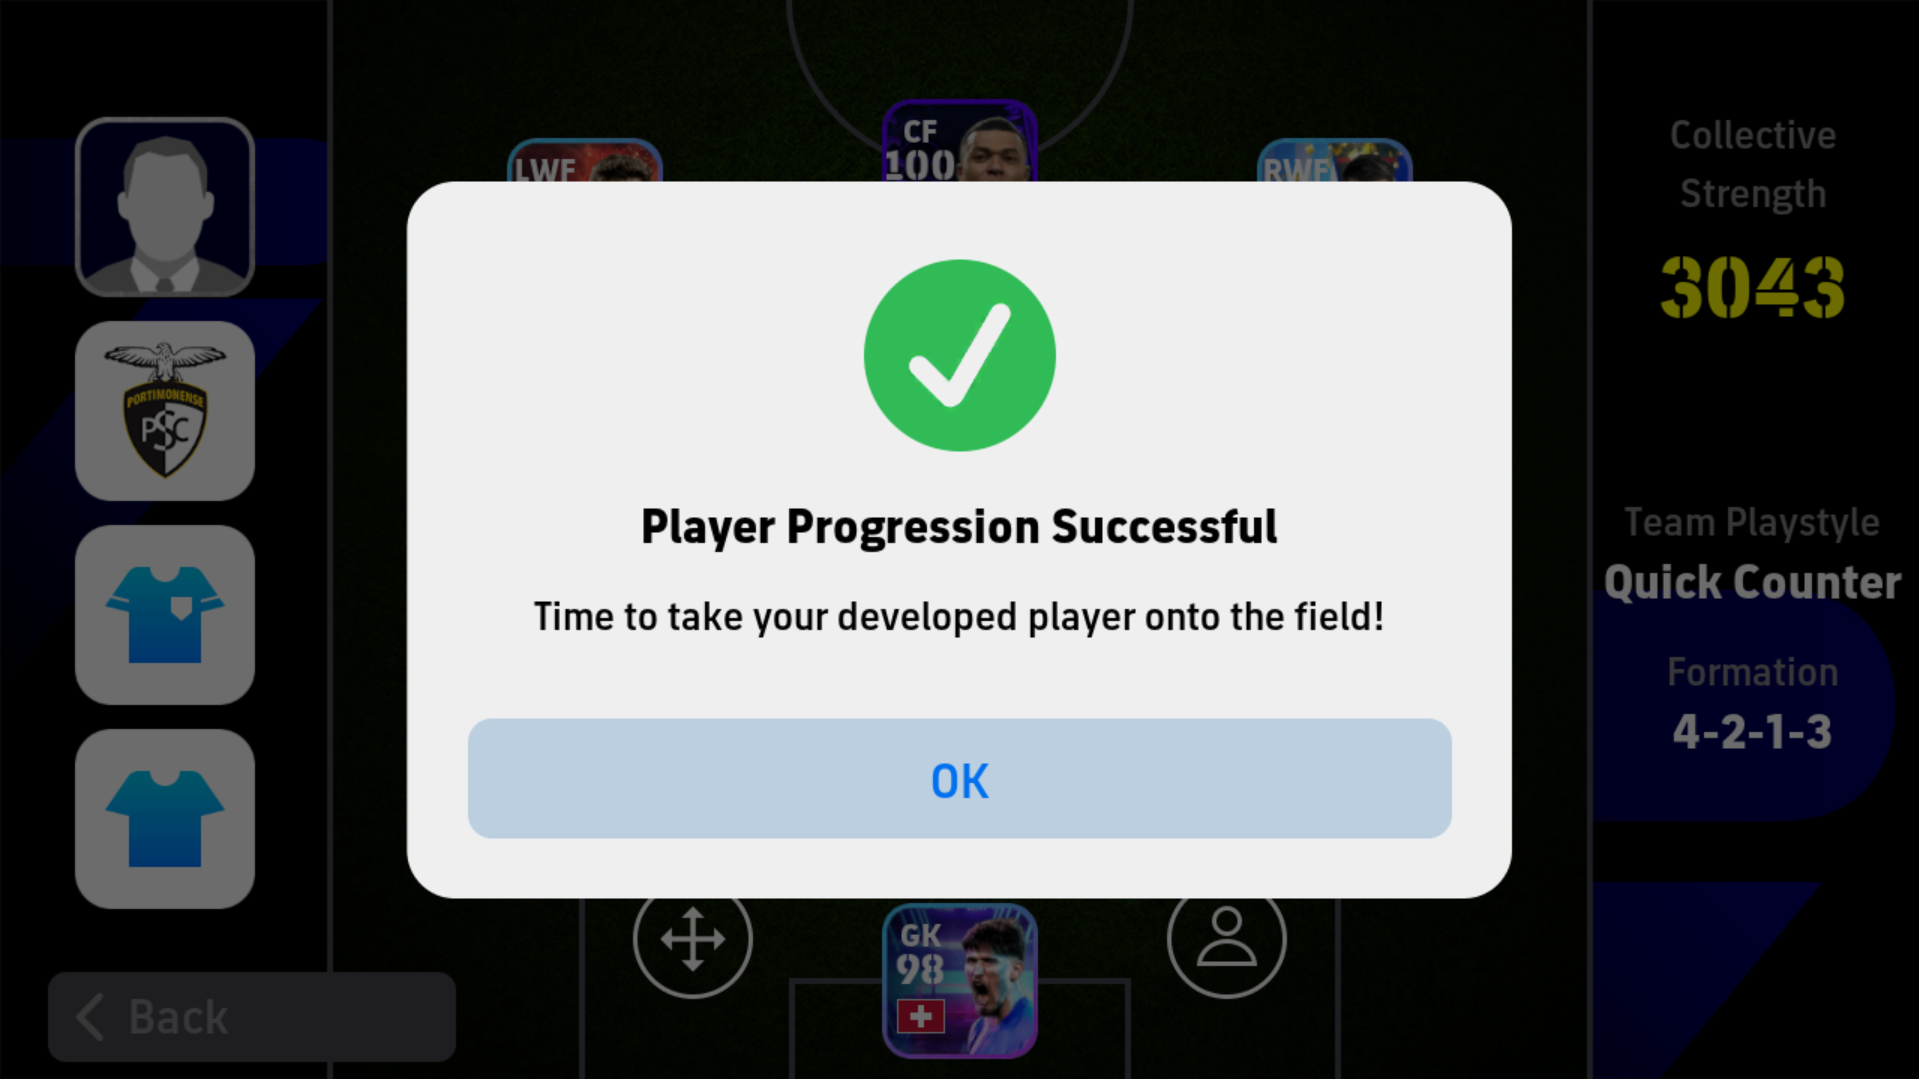 CF
100
LWF
RWF
Collective
Strength
3043
PORTIMONENSE
PSC
Player Progression Successful
Time to take your developed player onto the field!
OK
Team Playstyle
Quick Counter
Formation
4-2-1-3
GK
98
Back